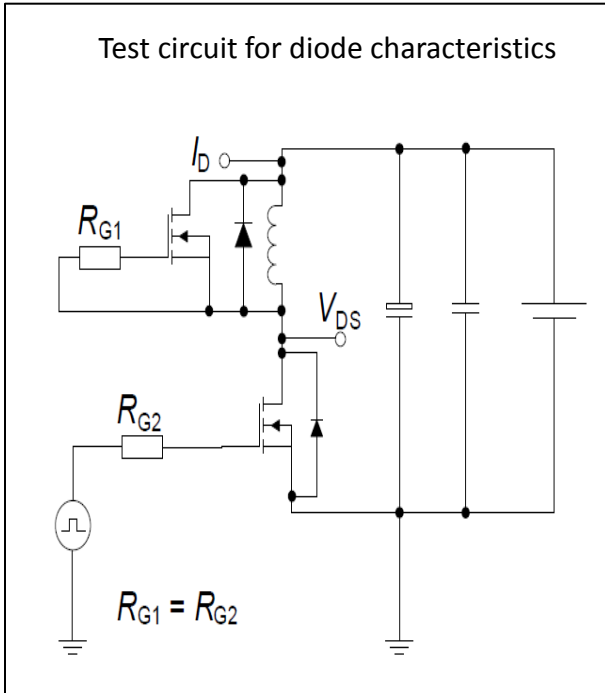 Test circuit for diode characteristics
I_D
R_G1
V_DS
R_G2
R_G1 = R_G2